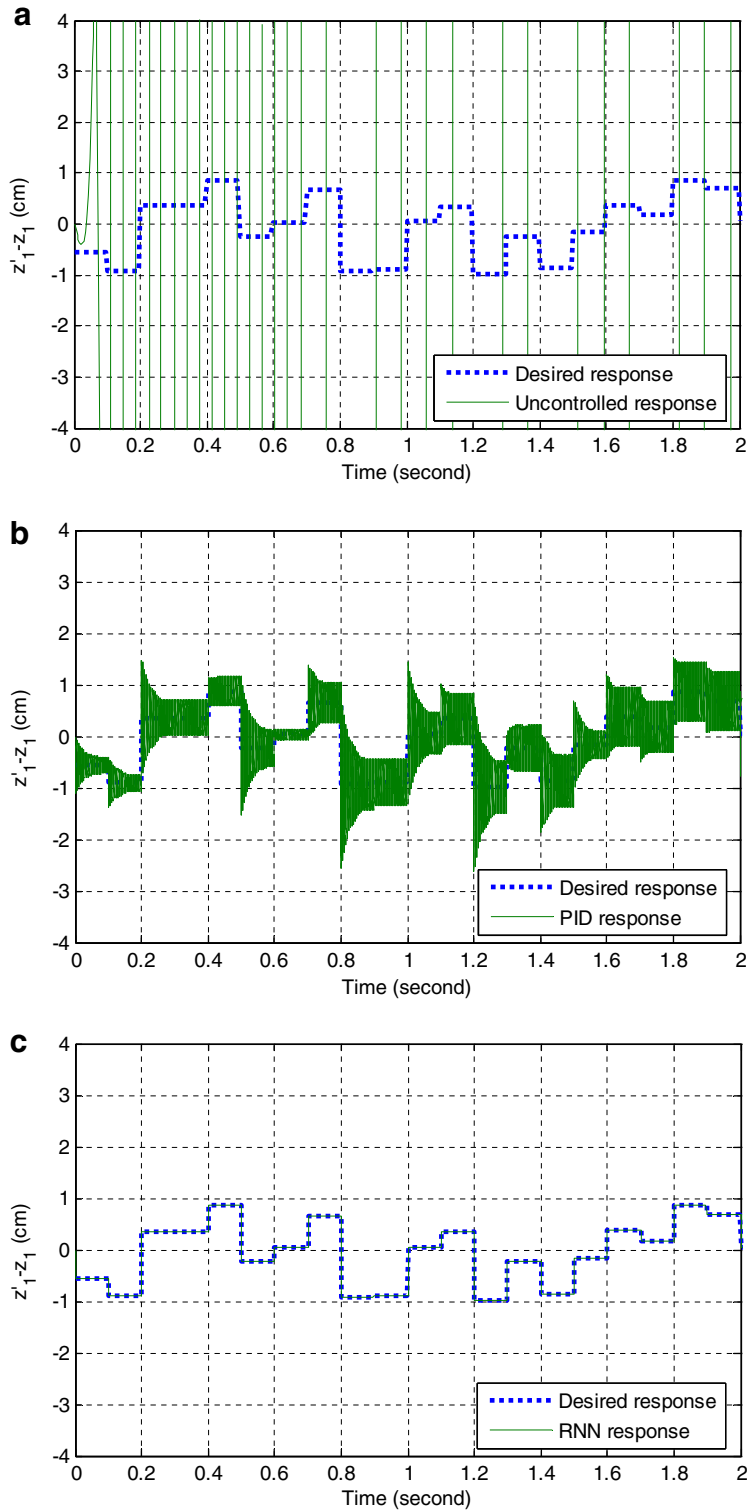 a
4
3
2
1
0
-1
-2
-3
-4
z'1-z1 (cm)
Desired response
Uncontrolled response
0 0.2 0.4 0.6 0.8 1 1.2 1.4 1.6 1.8 2
Time (second)
b
4
3
2
1
0
-1
-2
-3
-4
z'1-z1 (cm)
Desired response
PID response
0 0.2 0.4 0.6 0.8 1 1.2 1.4 1.6 1.8 2
Time (second)
c
4
3
2
1
0
-1
-2
-3
-4
z'1-z1 (cm)
Desired response
RNN response
0 0.2 0.4 0.6 0.8 1 1.2 1.4 1.6 1.8 2
Time (second)